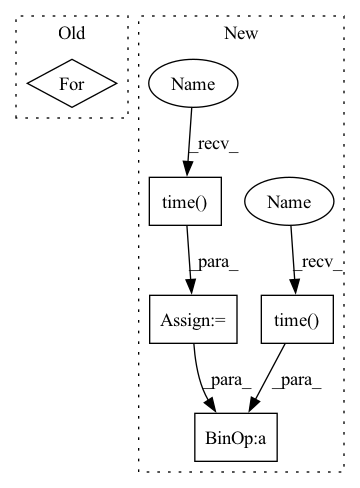 Old
New
For
Name
_recv_
time()
Name
_para_
_recv_
Assign:=
time()
_para_
_para_
BinOp:a